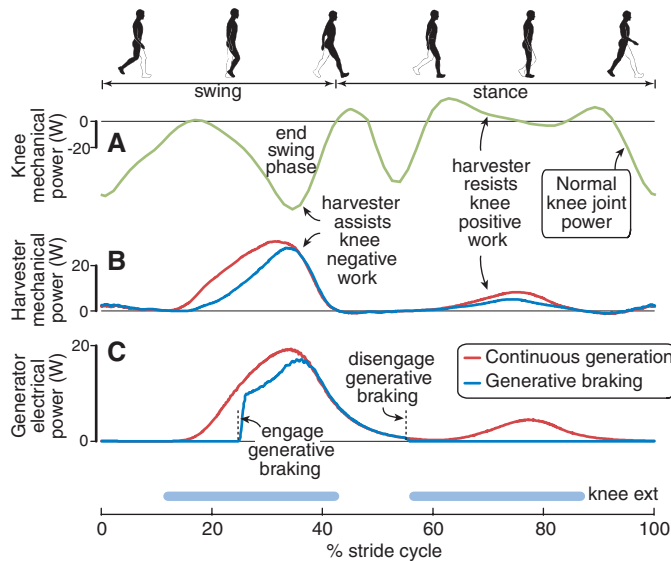 swing
stance
A
Knee
mechanical
power (W)
0
-20
end
swing
phase
harvester
assists
knee
negative
work
harvester
resists
knee
positive
work
Normal
knee joint
power
B
Harvester
mechanical
power (W)
20
0
C
Generator
electrical
power (W)
20
0
engage
generative
braking
disengage
generative
braking
Continuous generation
Generative braking
knee ext
0 20 40 60 80 100
% stride cycle